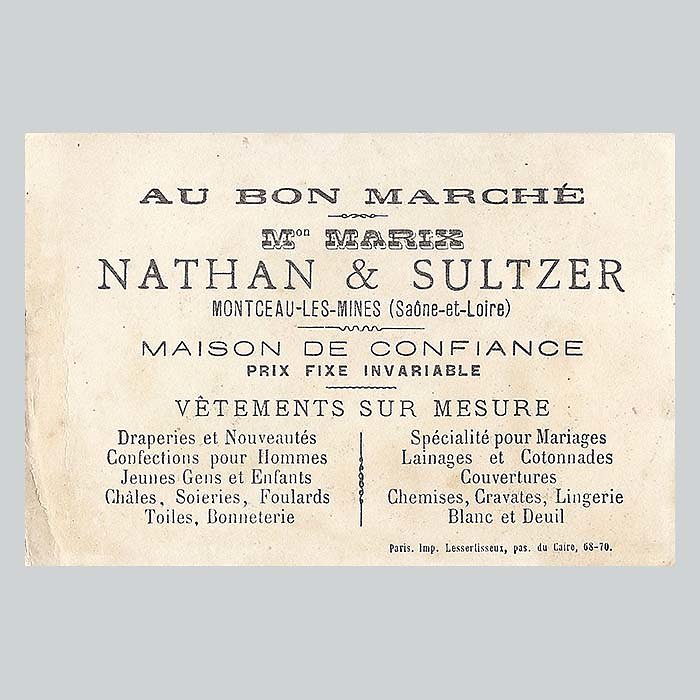 AU BON MARCHÉ
Mon MARIX
NATHAN & SULTZER
MONTCEAU-LES-MINES (Saône-et-Loire)
MAISON DE CONFIANCE
PRIX FIXE INVARIABLE
VÊTEMENTS SUR MESURE
Draperies et Nouveautés
Confections pour Hommes
Jeunes Gens et Enfants
Châles, Soieries, Foulards
Toiles, Bonneterie
Spécialité pour Mariages
Lainages et Cotonnades
Couvertures
Chemises, Cravates, Lingerie
Blanc et Deuil
Paris. Imp. Lessertisseux, pas. du Caire, 68-70.